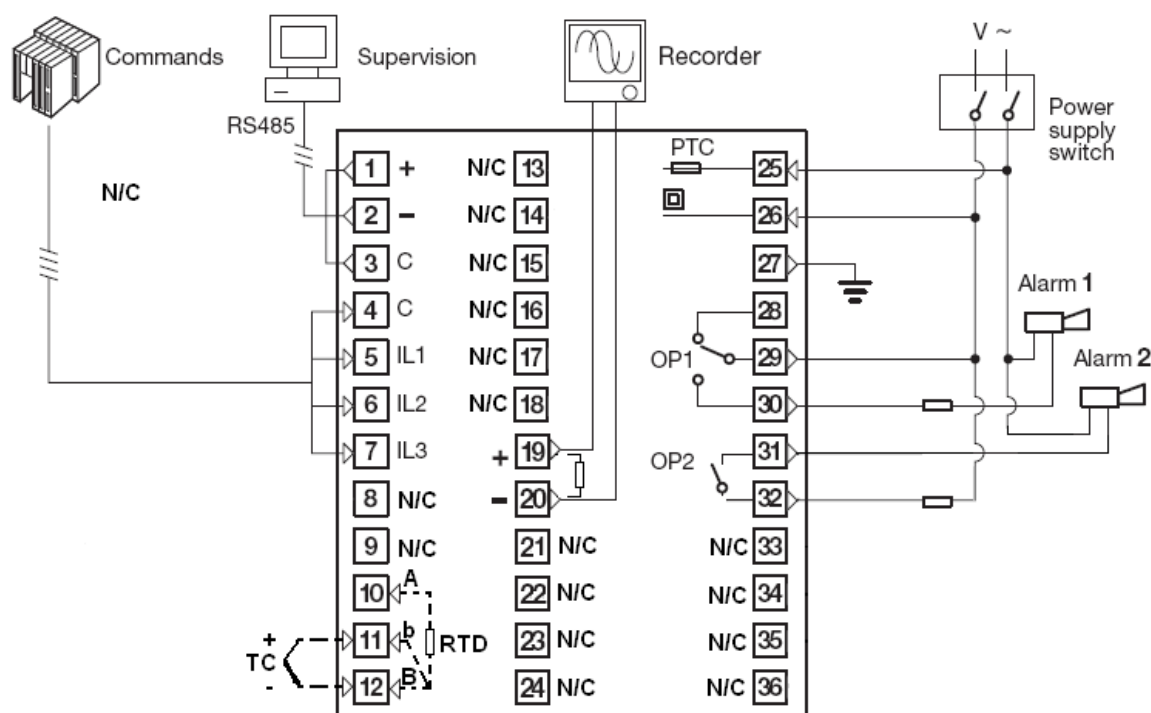 Commands
Supervision
Recorder
V ~
Power
supply
switch
RS485
N/C
1 +
2 -
3 C
4 C
5 IL1
6 IL2
7 IL3
8 N/C
9 N/C
10 A
11 b
12 B
TC
+
-
RTD
N/C 13
N/C 14
N/C 15
N/C 16
N/C 17
N/C 18
+ 19
- 20
21 N/C
22 N/C
23 N/C
24 N/C
PTC
25
26
27
28
OP1 29
30
31
OP2
32
N/C 33
N/C 34
N/C 35
N/C 36
Alarm 1
Alarm 2